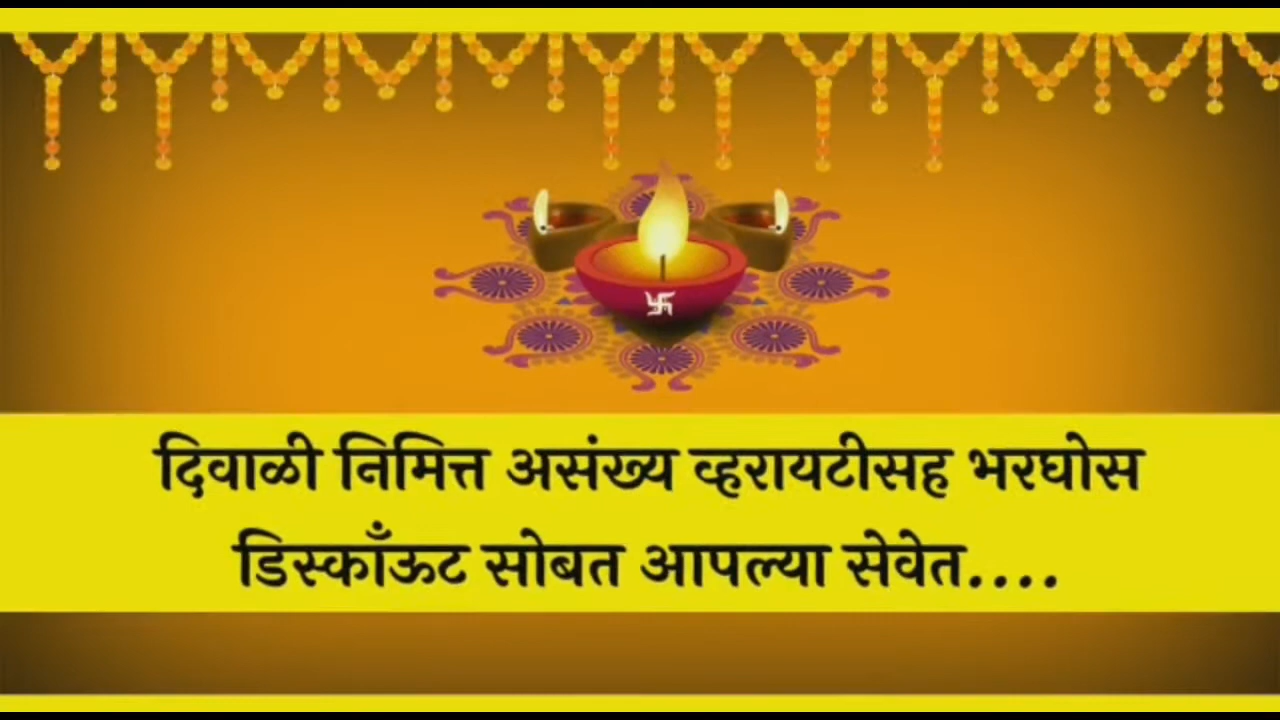 दिवाळी निमित्त असंख्य व्हरायटीसह भरघोस
डिस्काँऊट सोबत आपल्या सेवेत....